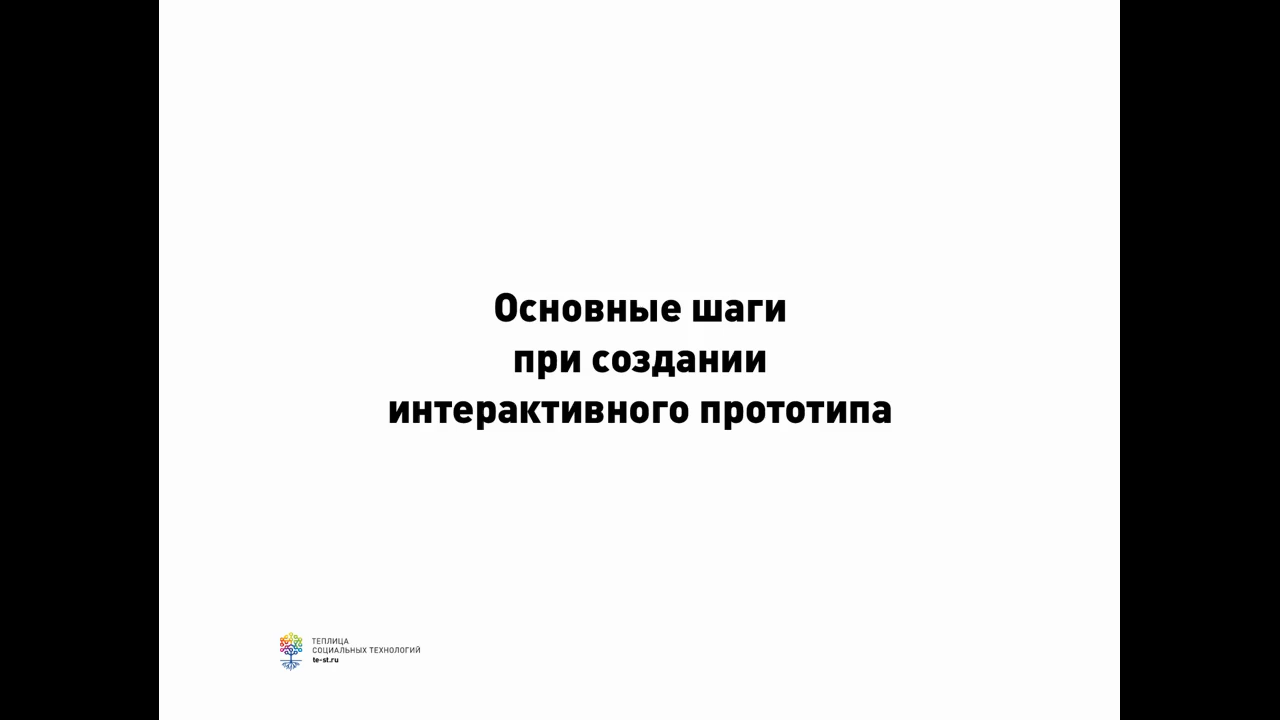 Основные шаги
при создании
интерактивного прототипа
ТЕПЛИЦА
СОЦИАЛЬНЫХ ТЕХНОЛОГИЙ
te-st.ru